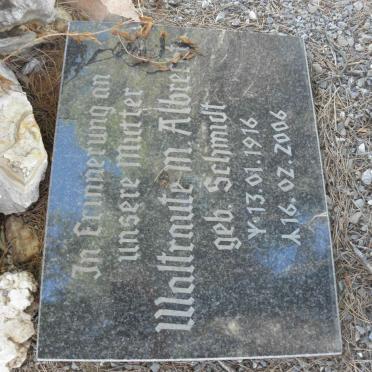 In Erinnerung an
unsere Mutter
Waltraute M. Albrecht
geb. Schmidt
ᛉ 13.01.1916
ᛣ 16.02.2006